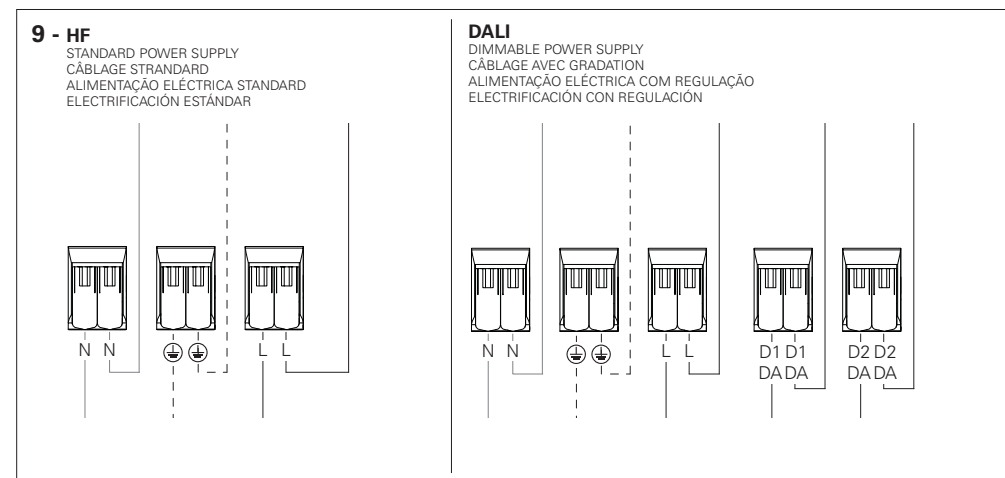 9 - HF
STANDARD POWER SUPPLY
CÂBLAGE STRANDARD
ALIMENTAÇÃO ELÉCTRICA STANDARD
ELECTRIFICACIÓN ESTÁNDAR
N N L L
DALI
DIMMABLE POWER SUPPLY
CÂBLAGE AVEC GRADATION
ALIMENTAÇÃO ELÉCTRICA COM REGULAÇÃO
ELECTRIFICACIÓN CON REGULACIÓN
N N L L D1 D1 D2 D2
DA DA DA DA